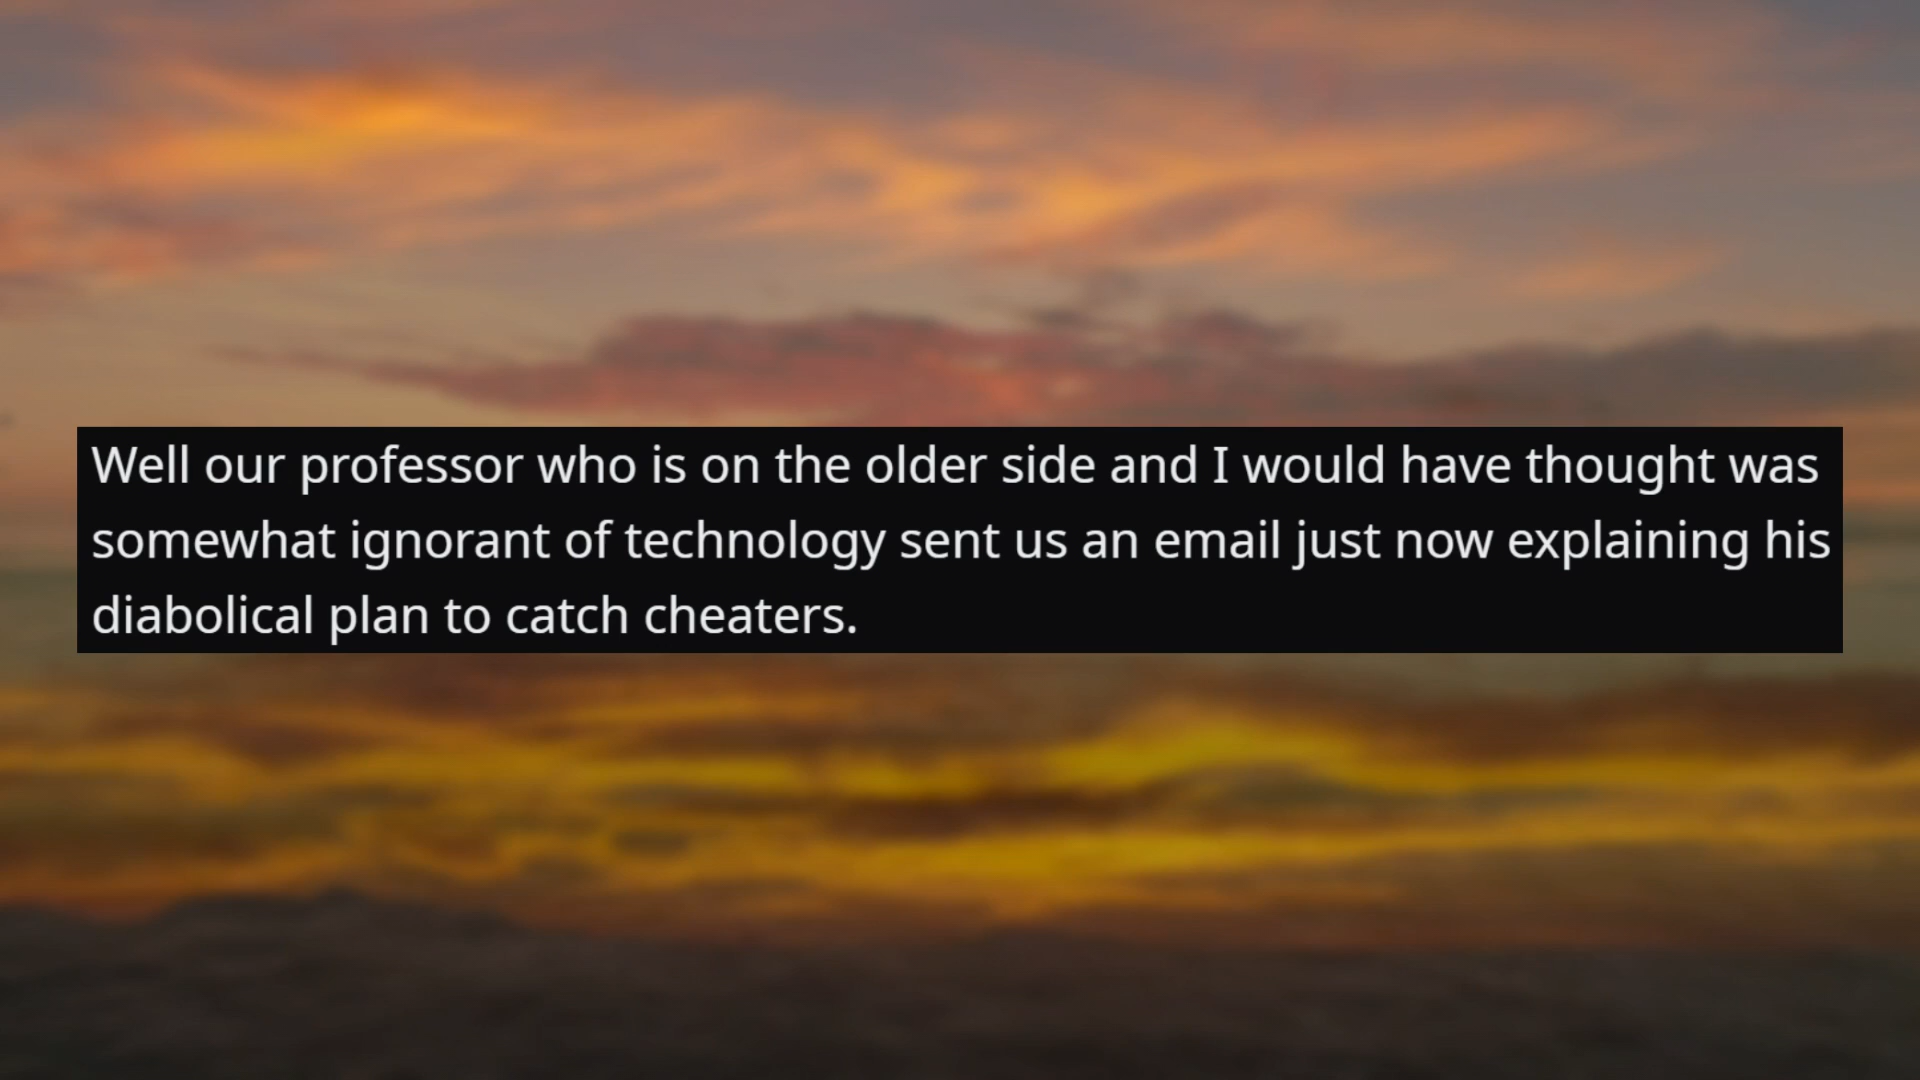 Well our professor who is on the older side and I would have thought was
somewhat ignorant of technology sent us an email just now explaining his
diabolical plan to catch cheaters.